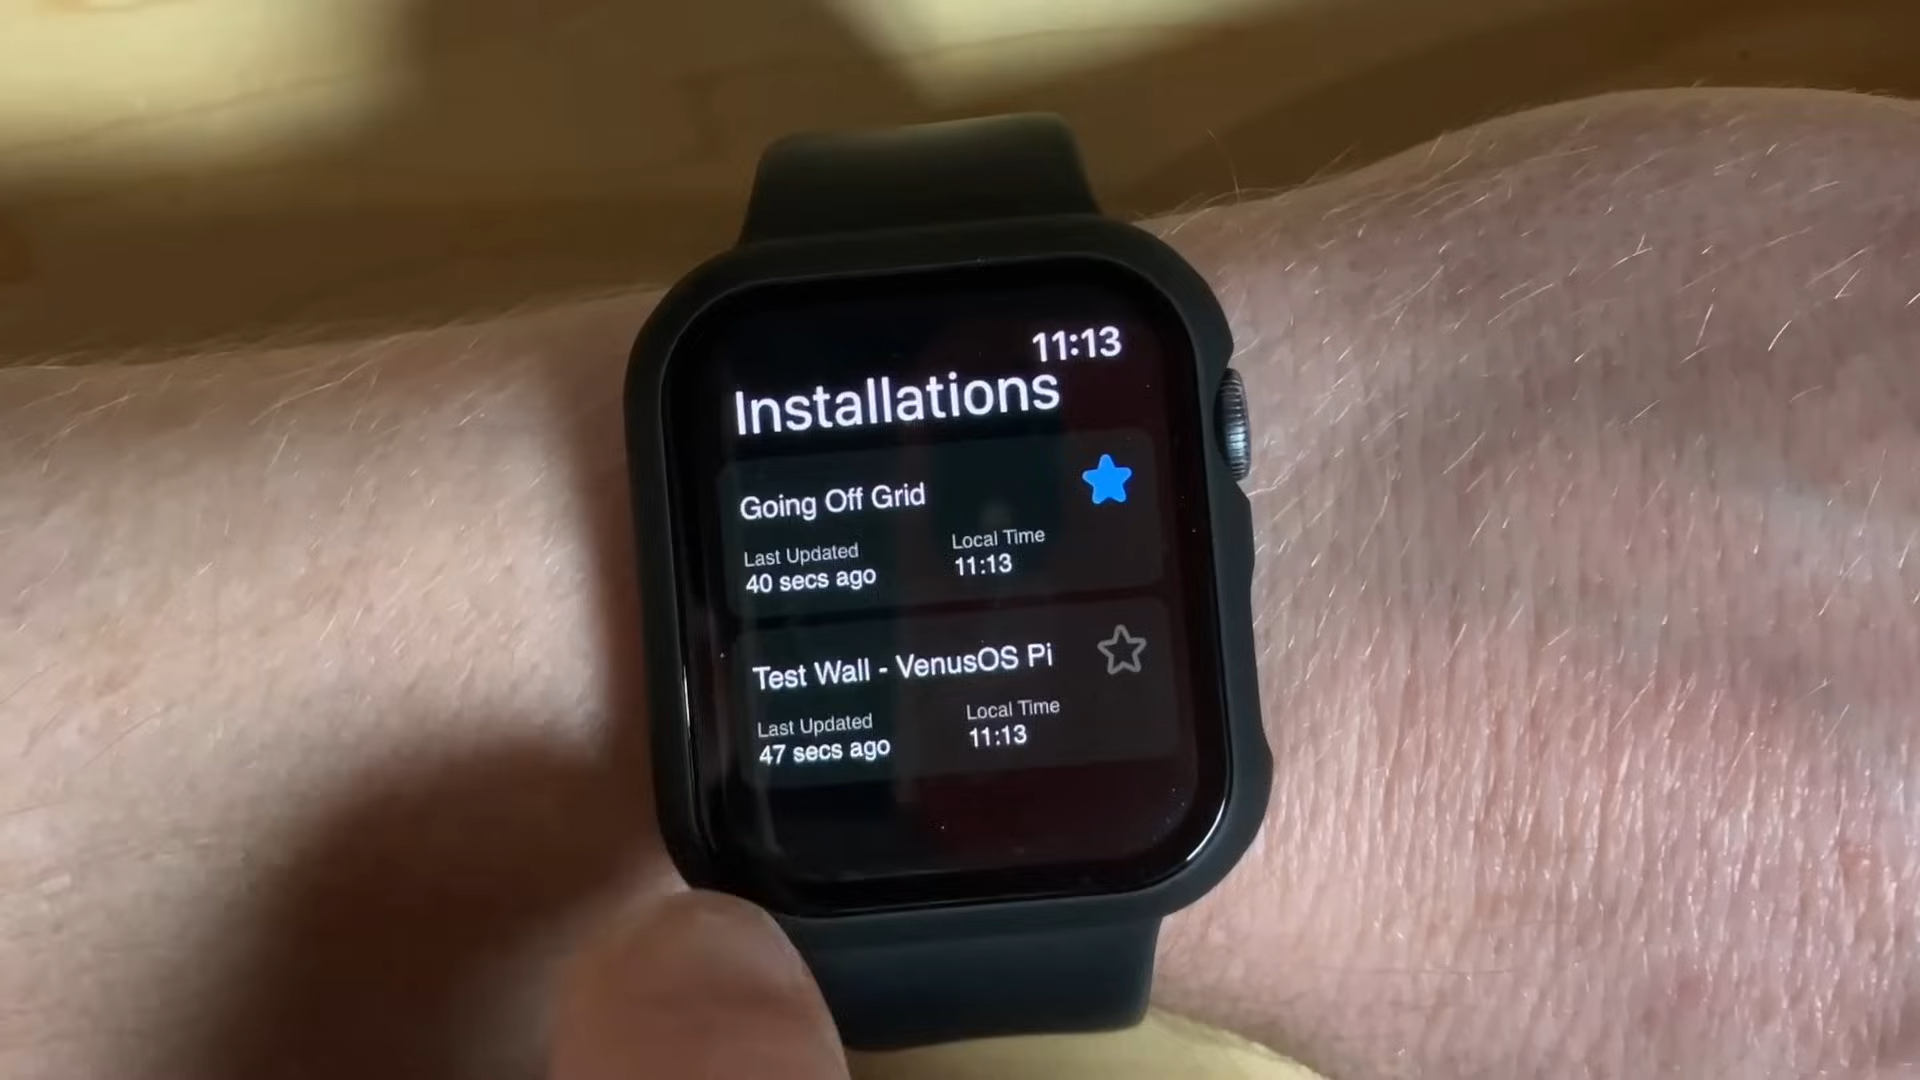 11:13
Installations
Going Off Grid
Last Updated
40 secs ago
Local Time
11:13
Test Wall - VenusOS Pi
Last Updated
47 secs ago
Local Time
11:13